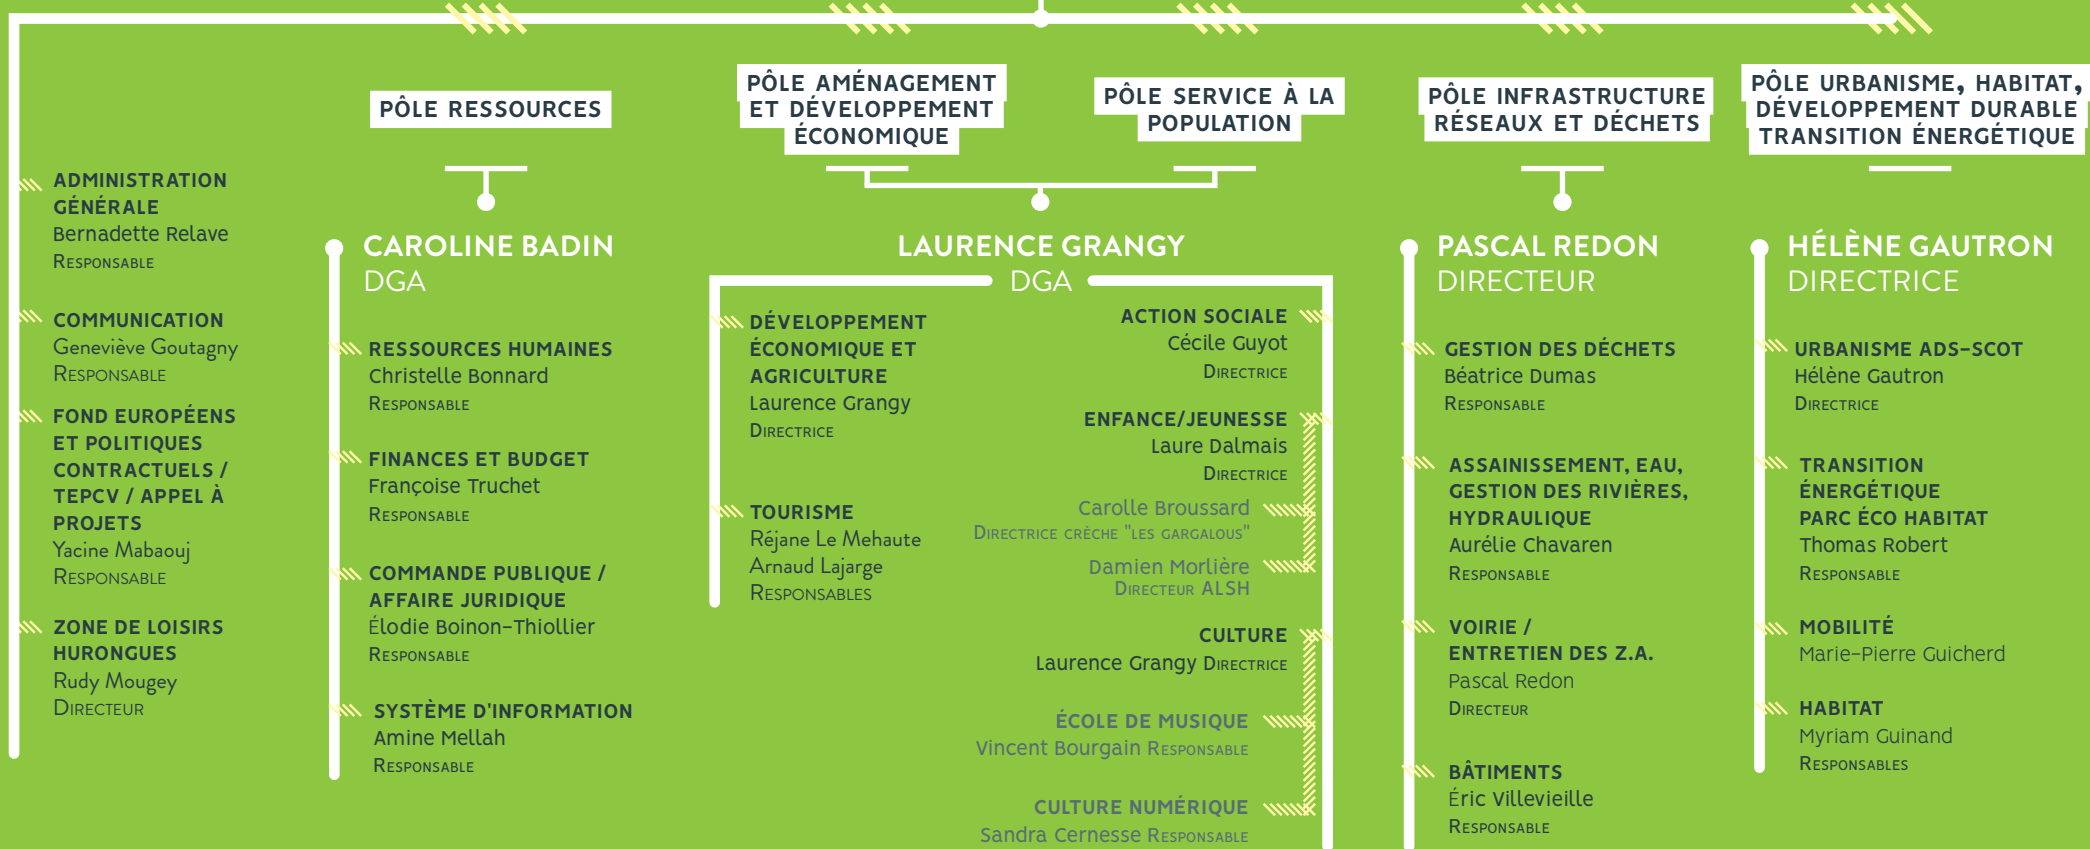 PÔLE RESSOURCES
PÔLE AMÉNAGEMENT
ET DÉVELOPPEMENT
ÉCONOMIQUE
PÔLE SERVICE À LA
POPULATION
PÔLE INFRASTRUCTURE
RÉSEAUX ET DÉCHETS
PÔLE URBANISME, HABITAT,
DÉVELOPPEMENT DURABLE
TRANSITION ÉNERGÉTIQUE
ADMINISTRATION
GÉNÉRALE
Bernadette Relave
Responsable
COMMUNICATION
Geneviève Goutagny
Responsable
FOND EUROPÉENS
ET POLITIQUES
CONTRACTUELS /
TEPCV / APPEL À
PROJETS
Yacine Mabaouj
Responsable
ZONE DE LOISIRS
HURONGUES
Rudy Mougey
Directeur
CAROLINE BADIN
DGA
RESSOURCES HUMAINES
Christelle Bonnard
Responsable
FINANCES ET BUDGET
Françoise Truchet
Responsable
COMMANDE PUBLIQUE /
AFFAIRE JURIDIQUE
Élodie Boinon-Thiollier
Responsable
SYSTÈME D'INFORMATION
Amine Mellah
Responsable
LAURENCE GRANGY
DGA
DÉVELOPPEMENT
ÉCONOMIQUE ET
AGRICULTURE
Laurence Grangy
Directrice
TOURISME
Réjane Le Mehaute
Arnaud Lajarge
Responsables
ACTION SOCIALE
Cécile Guyot
Directrice
ENFANCE/JEUNESSE
Laure Dalmais
Directrice
Carolle Broussard
Directrice crèche "les gargalous"
Damien Morlière
Directeur ALSH
CULTURE
Laurence Grangy Directrice
ÉCOLE DE MUSIQUE
Vincent Bourgain Responsable
CULTURE NUMÉRIQUE
Sandra Cernesse Responsable
PASCAL REDON
DIRECTEUR
GESTION DES DÉCHETS
Béatrice Dumas
Responsable
ASSAINISSEMENT, EAU,
GESTION DES RIVIÈRES,
HYDRAULIQUE
Aurélie Chavaren
Responsable
VOIRIE /
ENTRETIEN DES Z.A.
Pascal Redon
Directeur
BÂTIMENTS
Éric Villevieille
Responsable
HÉLÈNE GAUTRON
DIRECTRICE
URBANISME ADS-SCOT
Hélène Gautron
Directrice
TRANSITION
ÉNERGÉTIQUE
PARC ÉCO HABITAT
Thomas Robert
Responsable
MOBILITÉ
Marie-Pierre Guicherd
HABITAT
Myriam Guinand
Responsables